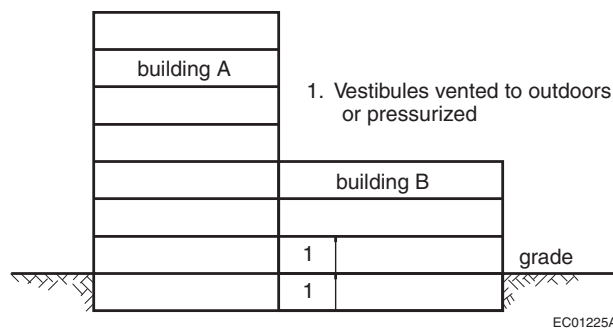 building A
1. Vestibules vented to outdoors
or pressurized
building B
1
grade
1
EC01225A